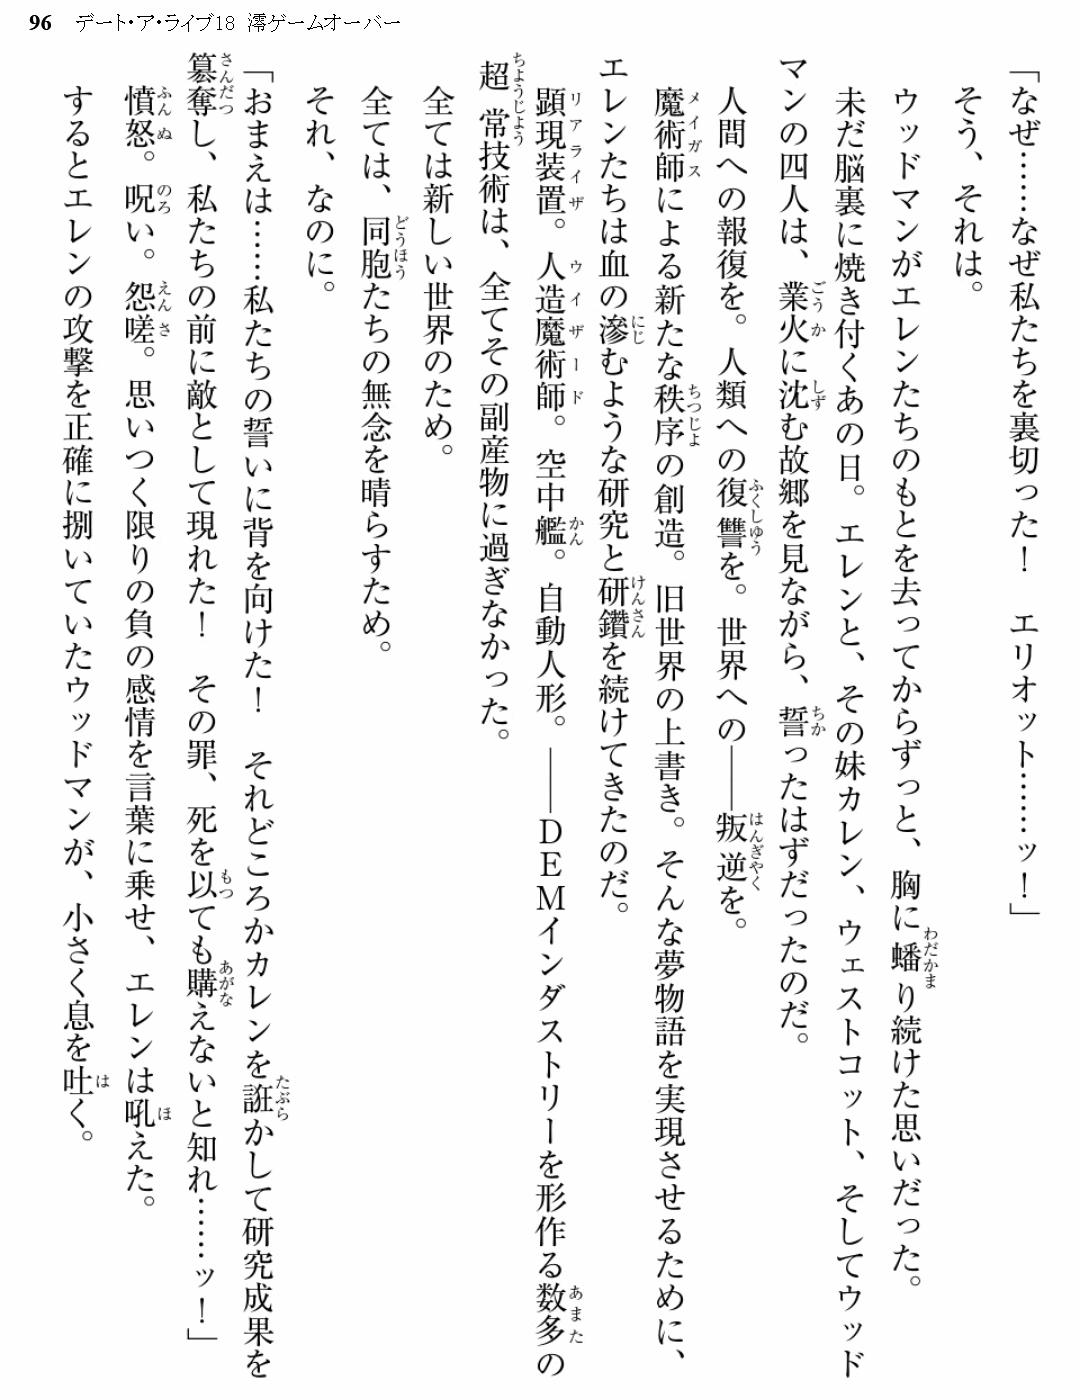 96 デート・ア・ライブ18 澪ゲームオーバー
「なぜ……なぜ私たちを裏切った！　エリオット……ッ！」
そう、それは。
ウッドマンがエレンたちのもとを去ってからずっと、胸に蟠り続けた思いだった。
未だ脳裏に焼き付くあの日。エレンと、その妹カレン、ウェストコット、そしてウッド
マンの四人は、業火に沈む故郷を見ながら、誓ったはずだったのだ。
人間への報復を。人類への復讐を。世界への――叛逆を。
魔術師による新たな秩序の創造。旧世界の上書き。そんな夢物語を実現させるために、
エレンたちは血の滲むような研究と研鑽を続けてきたのだ。
顕現装置。人造魔術師。空中艦。自動人形。――ＤＥＭインダストリーを形作る数多の
超常技術は、全てその副産物に過ぎなかった。
全ては新しい世界のため。
全ては、同胞たちの無念を晴らすため。
それ、なのに。
「おまえは……私たちの誓いに背を向けた！　それどころかカレンを誑かして研究成果を
簒奪し、私たちの前に敵として現れた！　その罪、死を以ても購えないと知れ……ッ！」
憤怒。呪い。怨嗟。思いつく限りの負の感情を言葉に乗せ、エレンは吼えた。
するとエレンの攻撃を正確に捌いていたウッドマンが、小さく息を吐く。